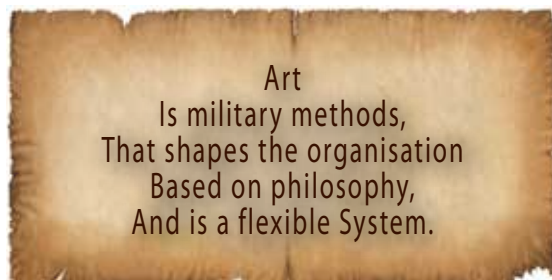 Art
Is military methods,
That shapes the organisation
Based on philosophy,
And is a flexible System.